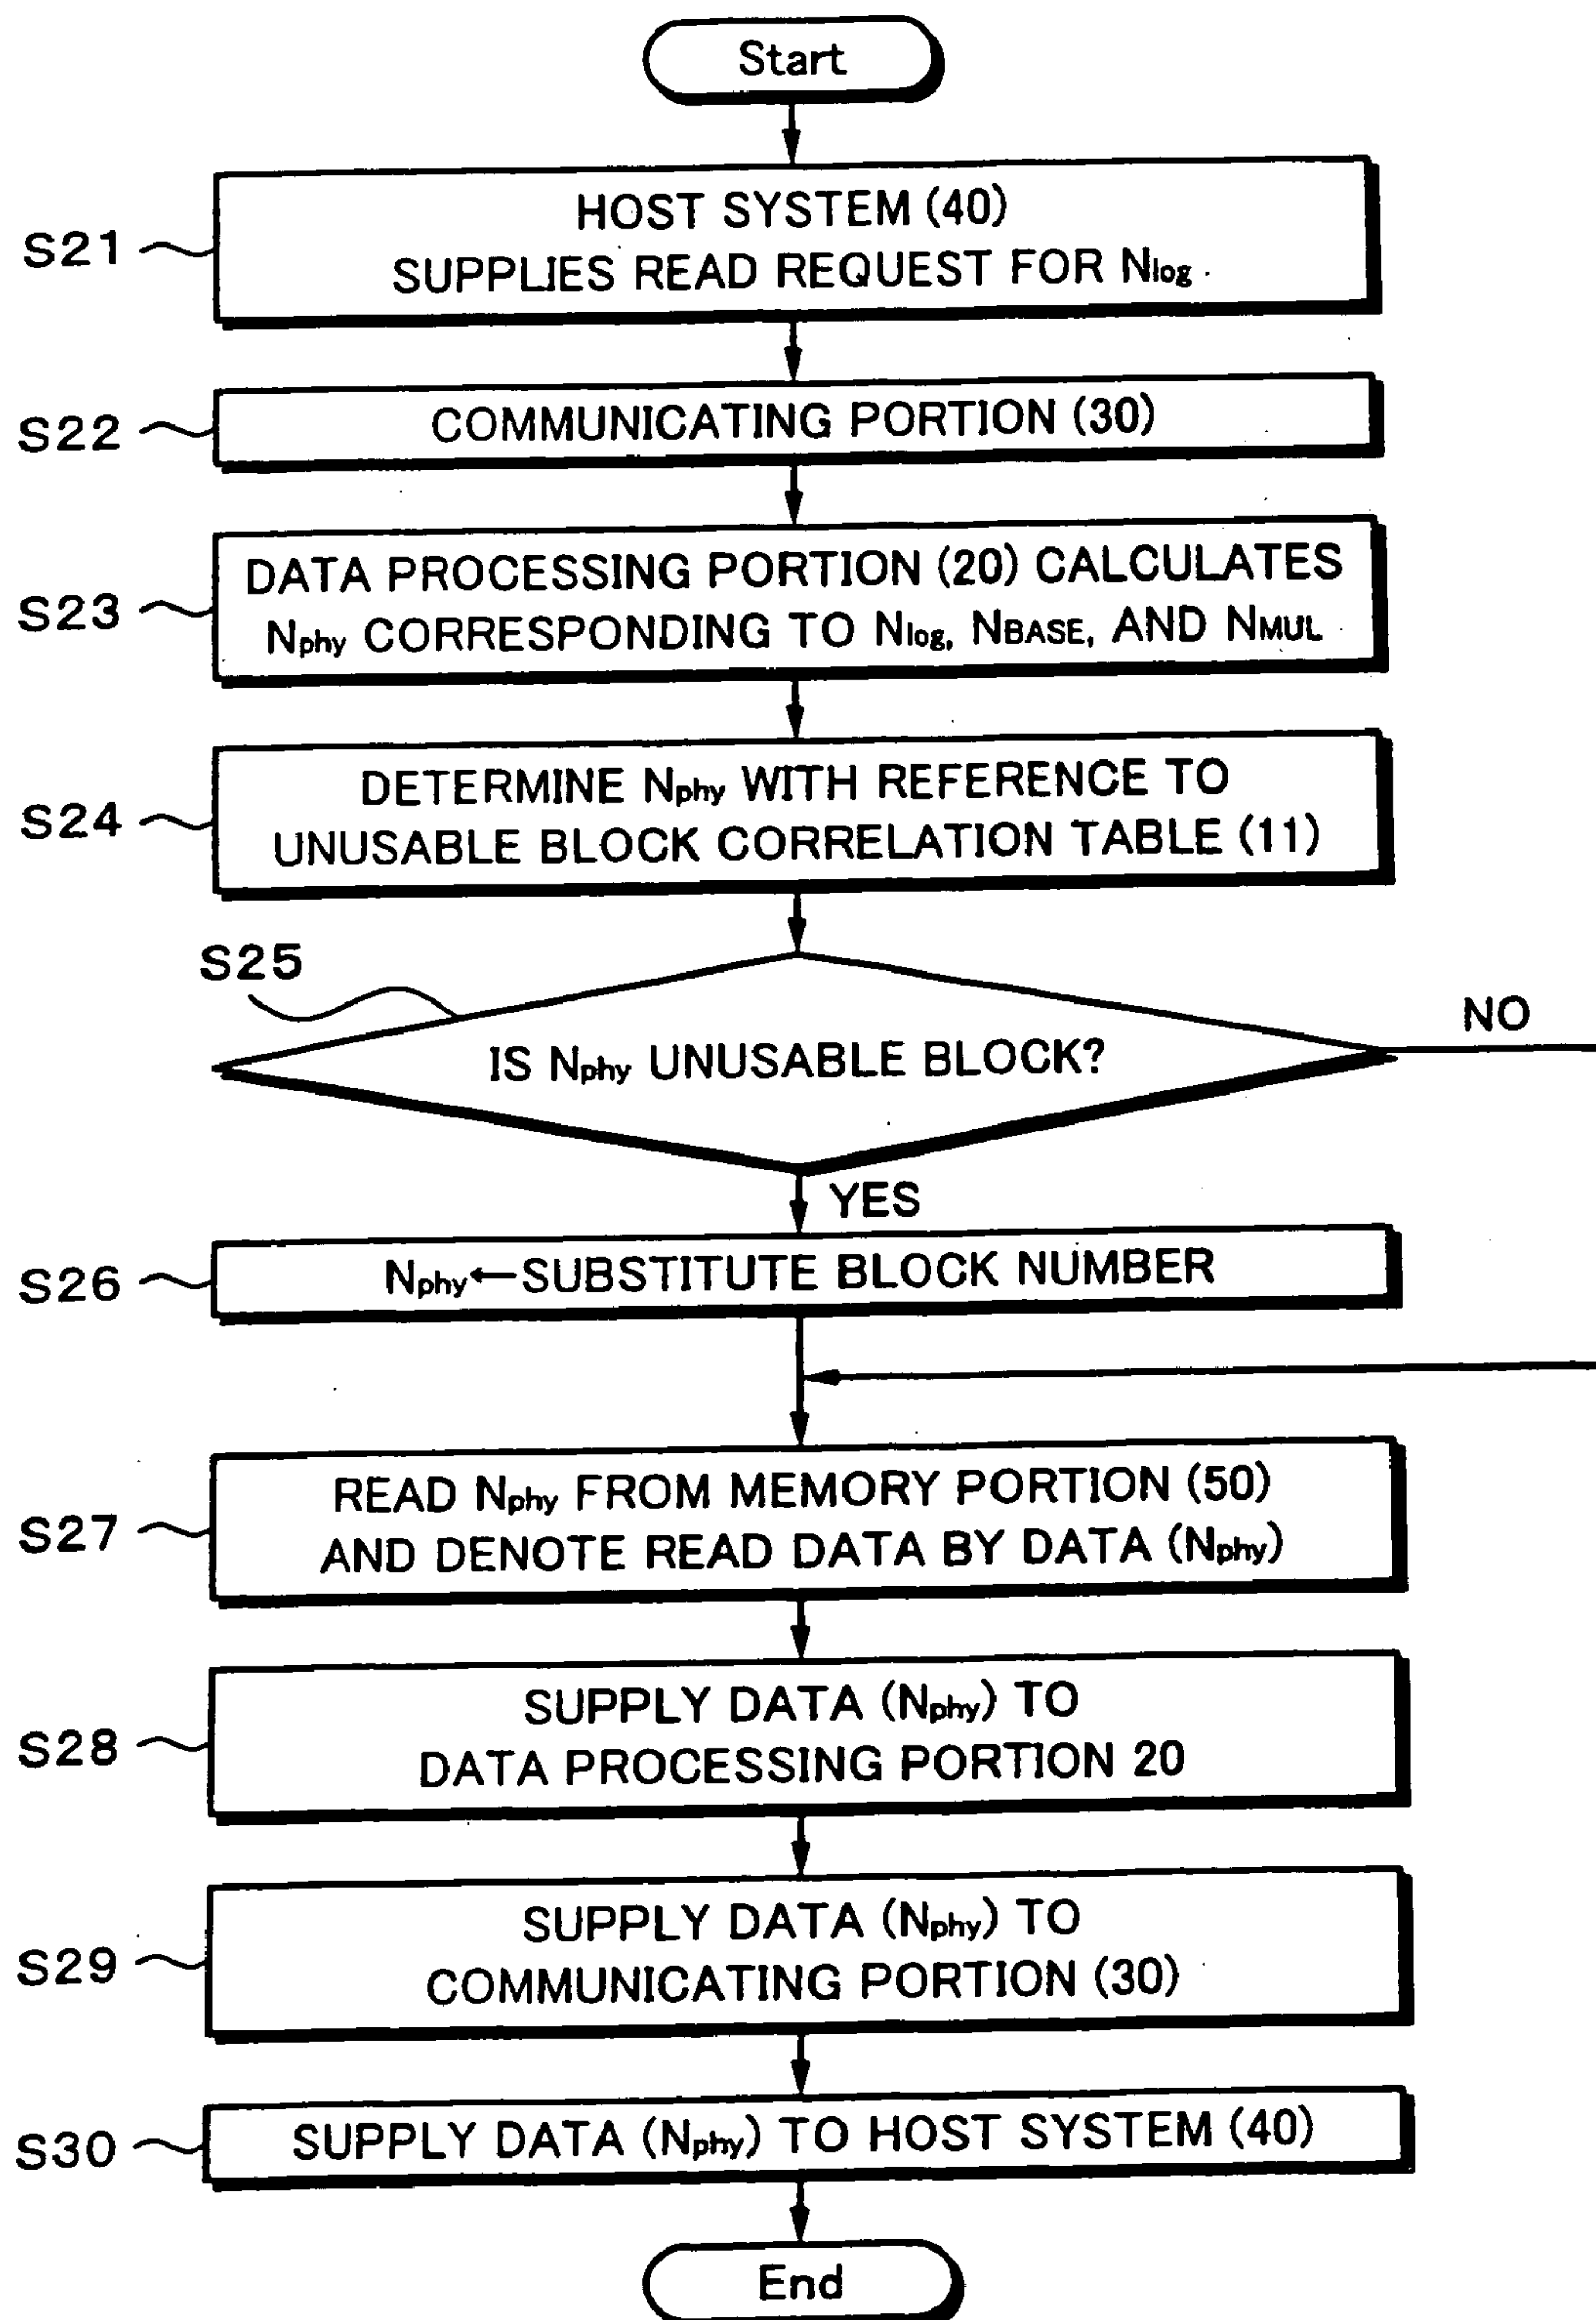 Start
S21
HOST SYSTEM (40)
SUPPLIES READ REQUEST FOR Nlog
S22
COMMUNICATING PORTION (30)
S23
DATA PROCESSING PORTION (20) CALCULATES
Nphy CORRESPONDING TO Nlog, NBASE, AND NMUL
S24
DETERMINE Nphy WITH REFERENCE TO
UNUSABLE BLOCK CORRELATION TABLE (11)
S25
IS Nphy UNUSABLE BLOCK?
NO
YES
S26
Nphy←SUBSTITUTE BLOCK NUMBER
S27
READ Nphy FROM MEMORY PORTION (50)
AND DENOTE READ DATA BY DATA (Nphy)
S28
SUPPLY DATA (Nphy) TO
DATA PROCESSING PORTION 20
S29
SUPPLY DATA (Nphy) TO
COMMUNICATING PORTION (30)
S30
SUPPLY DATA (Nphy) TO HOST SYSTEM (40)
End